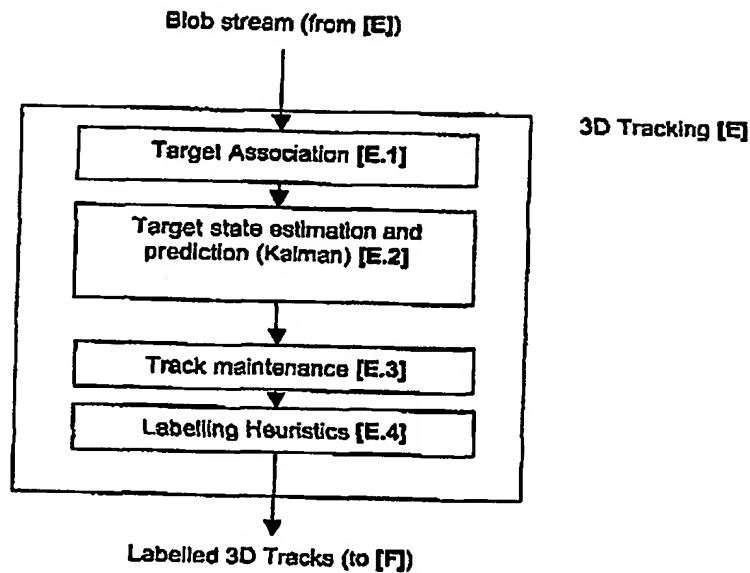 Blob stream (from [E])
3D Tracking [E]
Target Association [E.1]
Target state estimation and
prediction (Kalman) [E.2]
Track maintenance [E.3]
Labelling Heuristics [E.4]
Labelled 3D Tracks (to [F])